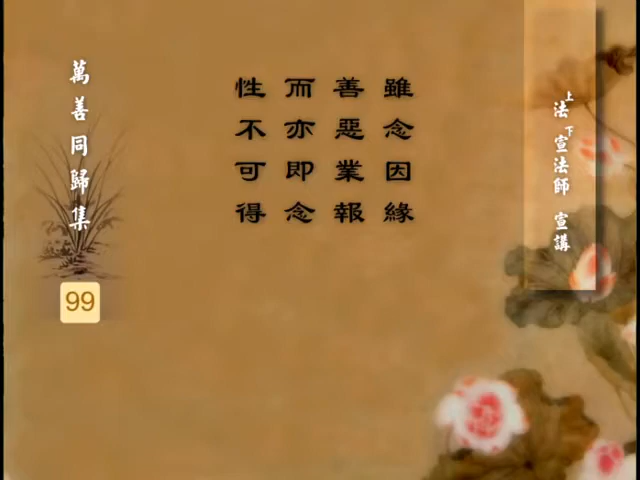 雖念因緣
善惡業報
而亦即念
性不可得
萬善同歸集
99
上法下宣法師 宣講